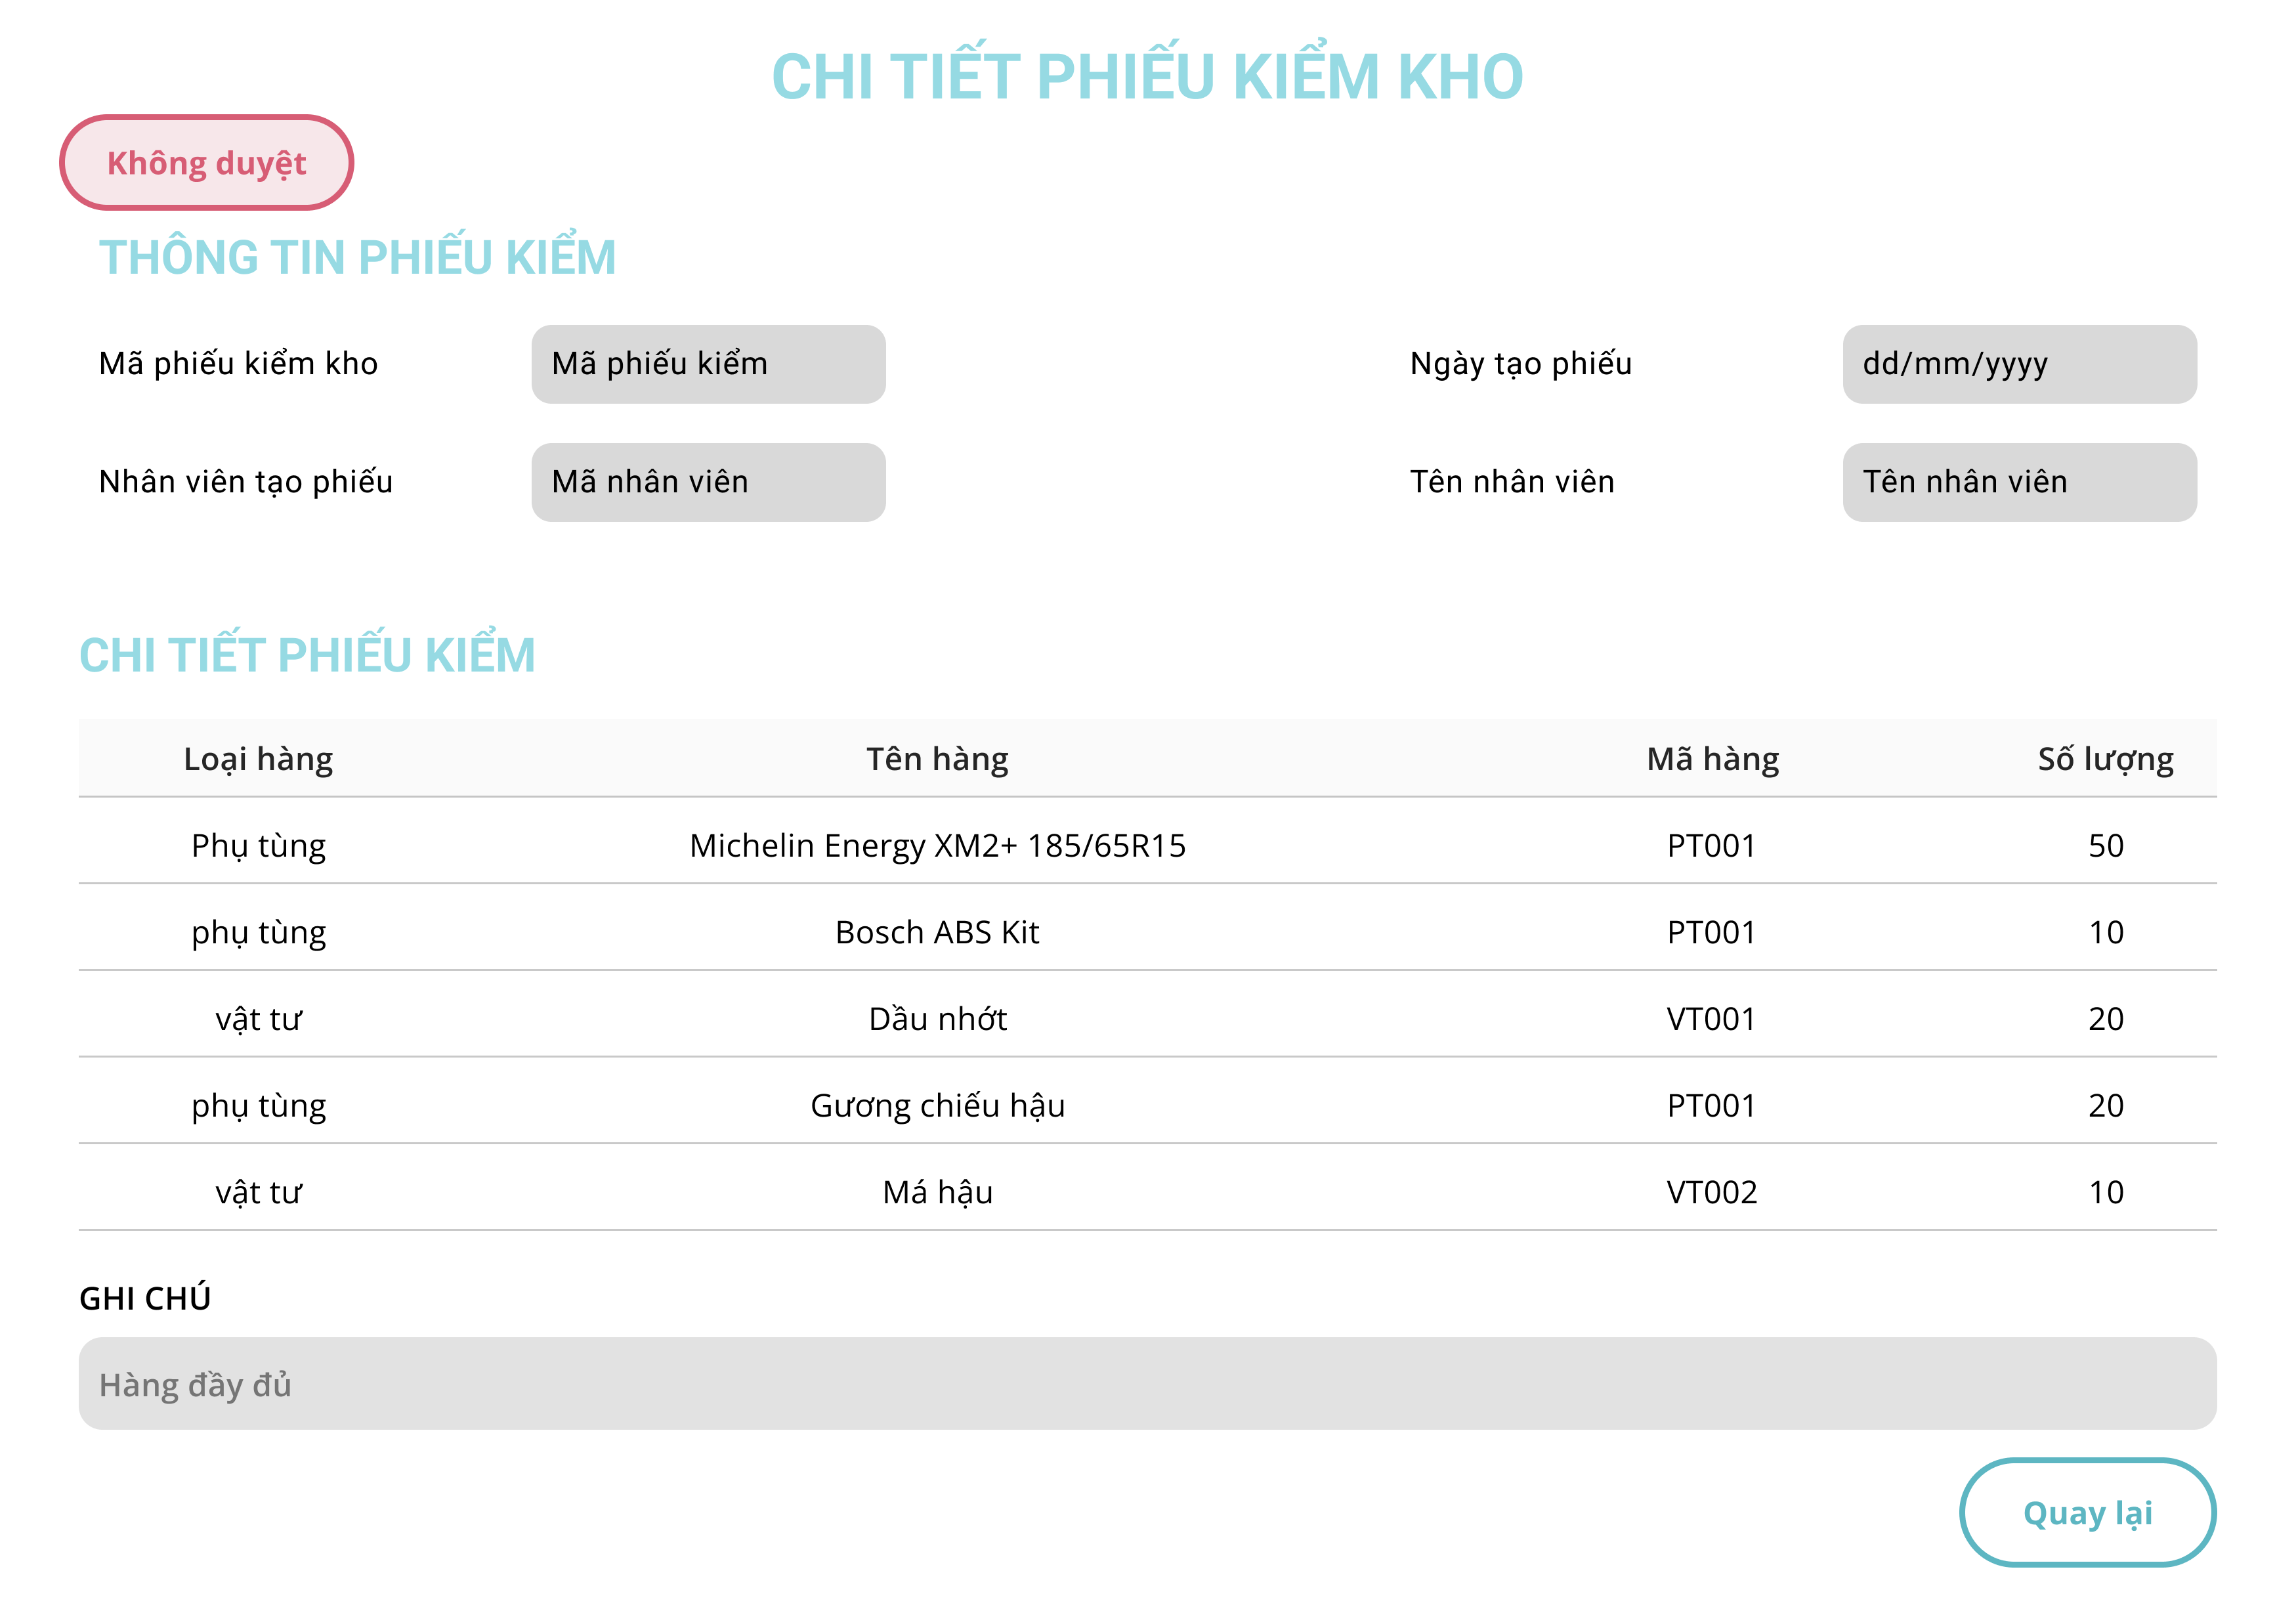 CHI TIẾT PHIẾU KIỂM KHO
Không duyệt
THÔNG TIN PHIẾU KIỂM
Mã phiếu kiểm kho Mã phiếu kiểm Ngày tạo phiếu dd/mm/yyyy
Nhân viên tạo phiếu Mã nhân viên Tên nhân viên Tên nhân viên
CHI TIẾT PHIẾU KIỂM
Loại hàng Tên hàng Mã hàng Số lượng
Phụ tùng Michelin Energy XM2+ 185/65R15 PT001 50
phụ tùng Bosch ABS Kit PT001 10
vật tư Dầu nhớt VT001 20
phụ tùng Gương chiếu hậu PT001 20
vật tư Má hậu VT002 10
GHI CHÚ
Hàng đầy đủ
Quay lại